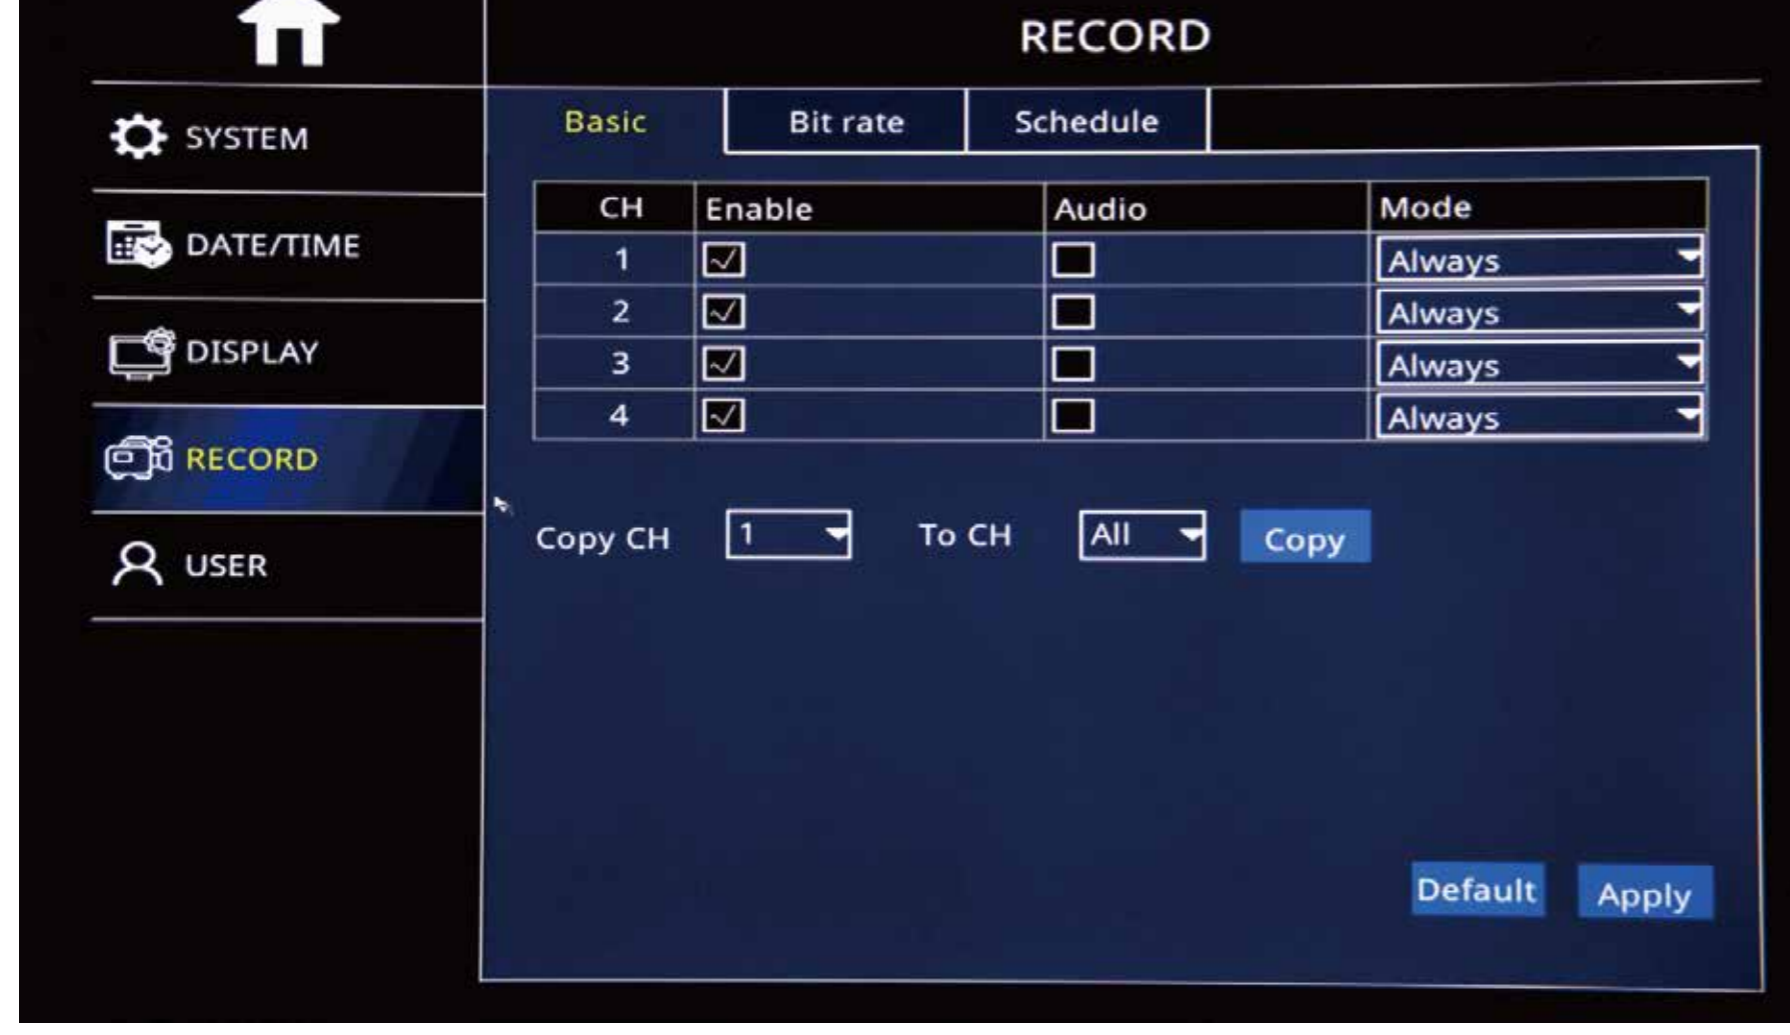 RECORD
SYSTEM
DATE/TIME
DISPLAY
RECORD
USER
Basic Bit rate Schedule
CH Enable Audio Mode
1 Always
2 Always
3 Always
4 Always
Copy CH 1 To CH All Copy
Default Apply